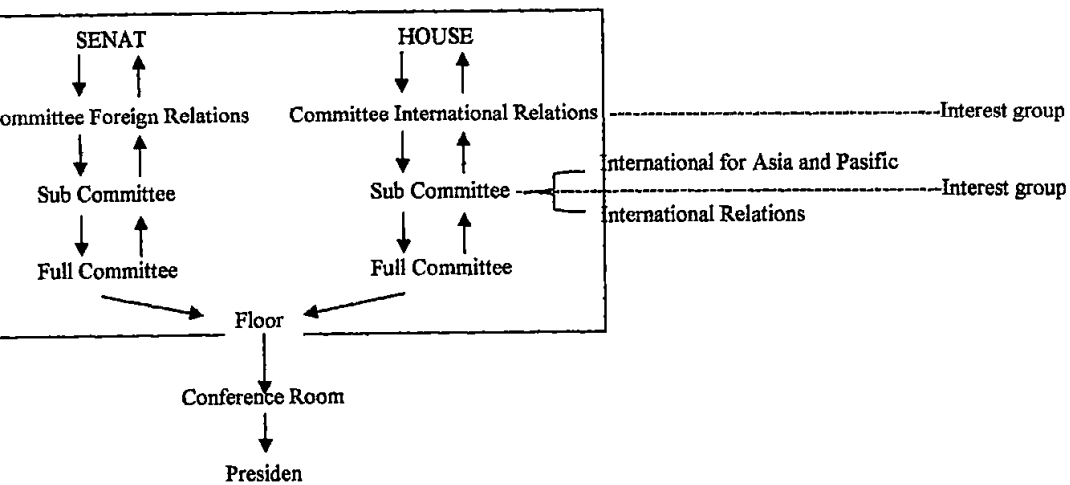 SENAT HOUSE
ommittee Foreign Relations Committee International Relations Interest group
International for Asia and Pasific
Sub Committee Sub Committee Interest group
International Relations
Full Committee Full Committee
Floor
Conference Room
Presiden